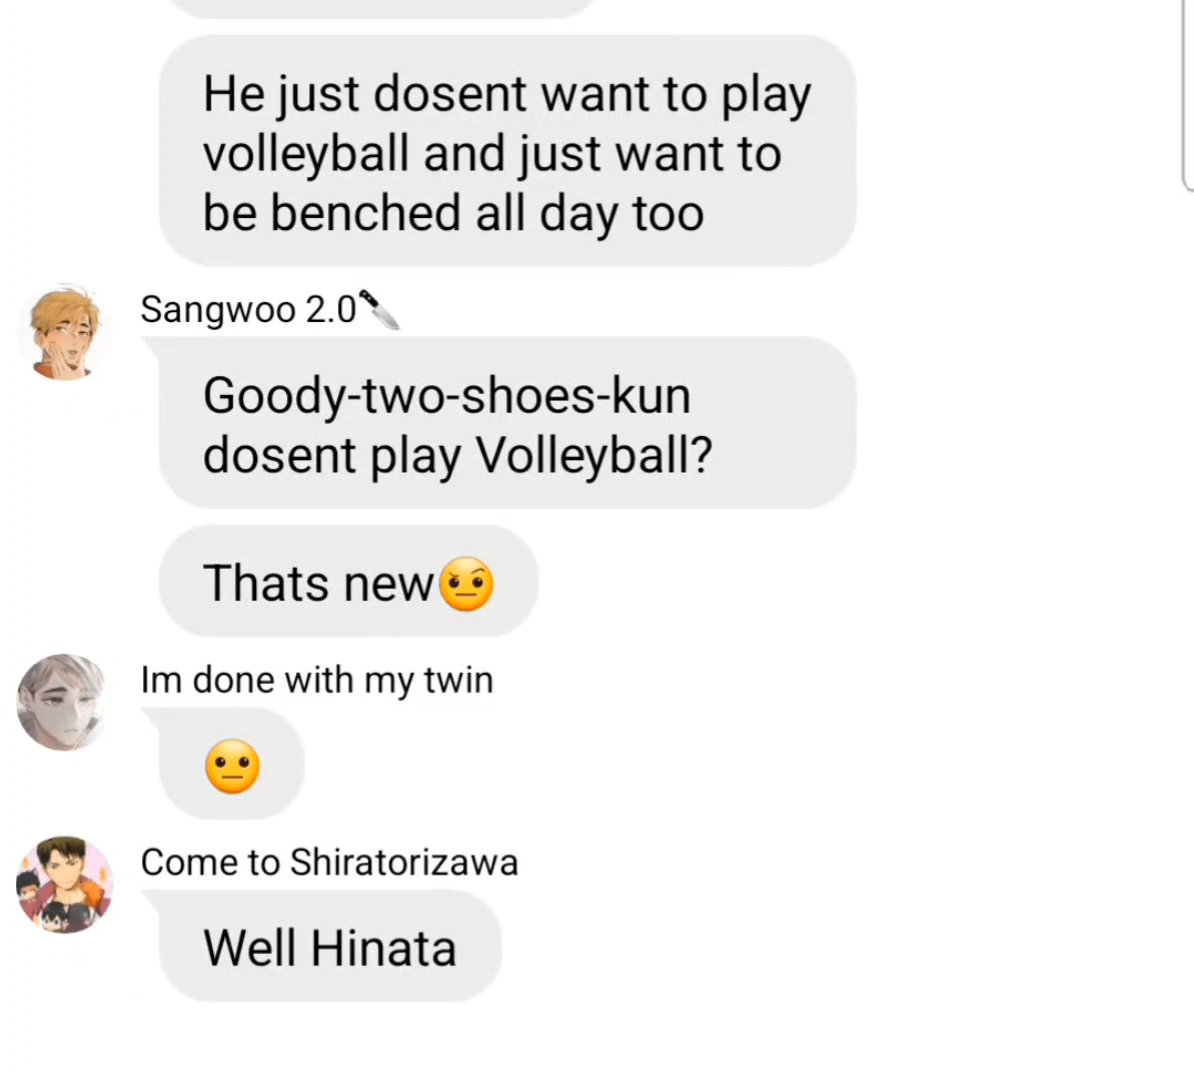 He just dosent want to play
volleyball and just want to
be benched all day too
Sangwoo 2.0🔪
Goody-two-shoes-kun
dosent play Volleyball?
Thats new🤨
Im done with my twin
😐
Come to Shiratorizawa
Well Hinata